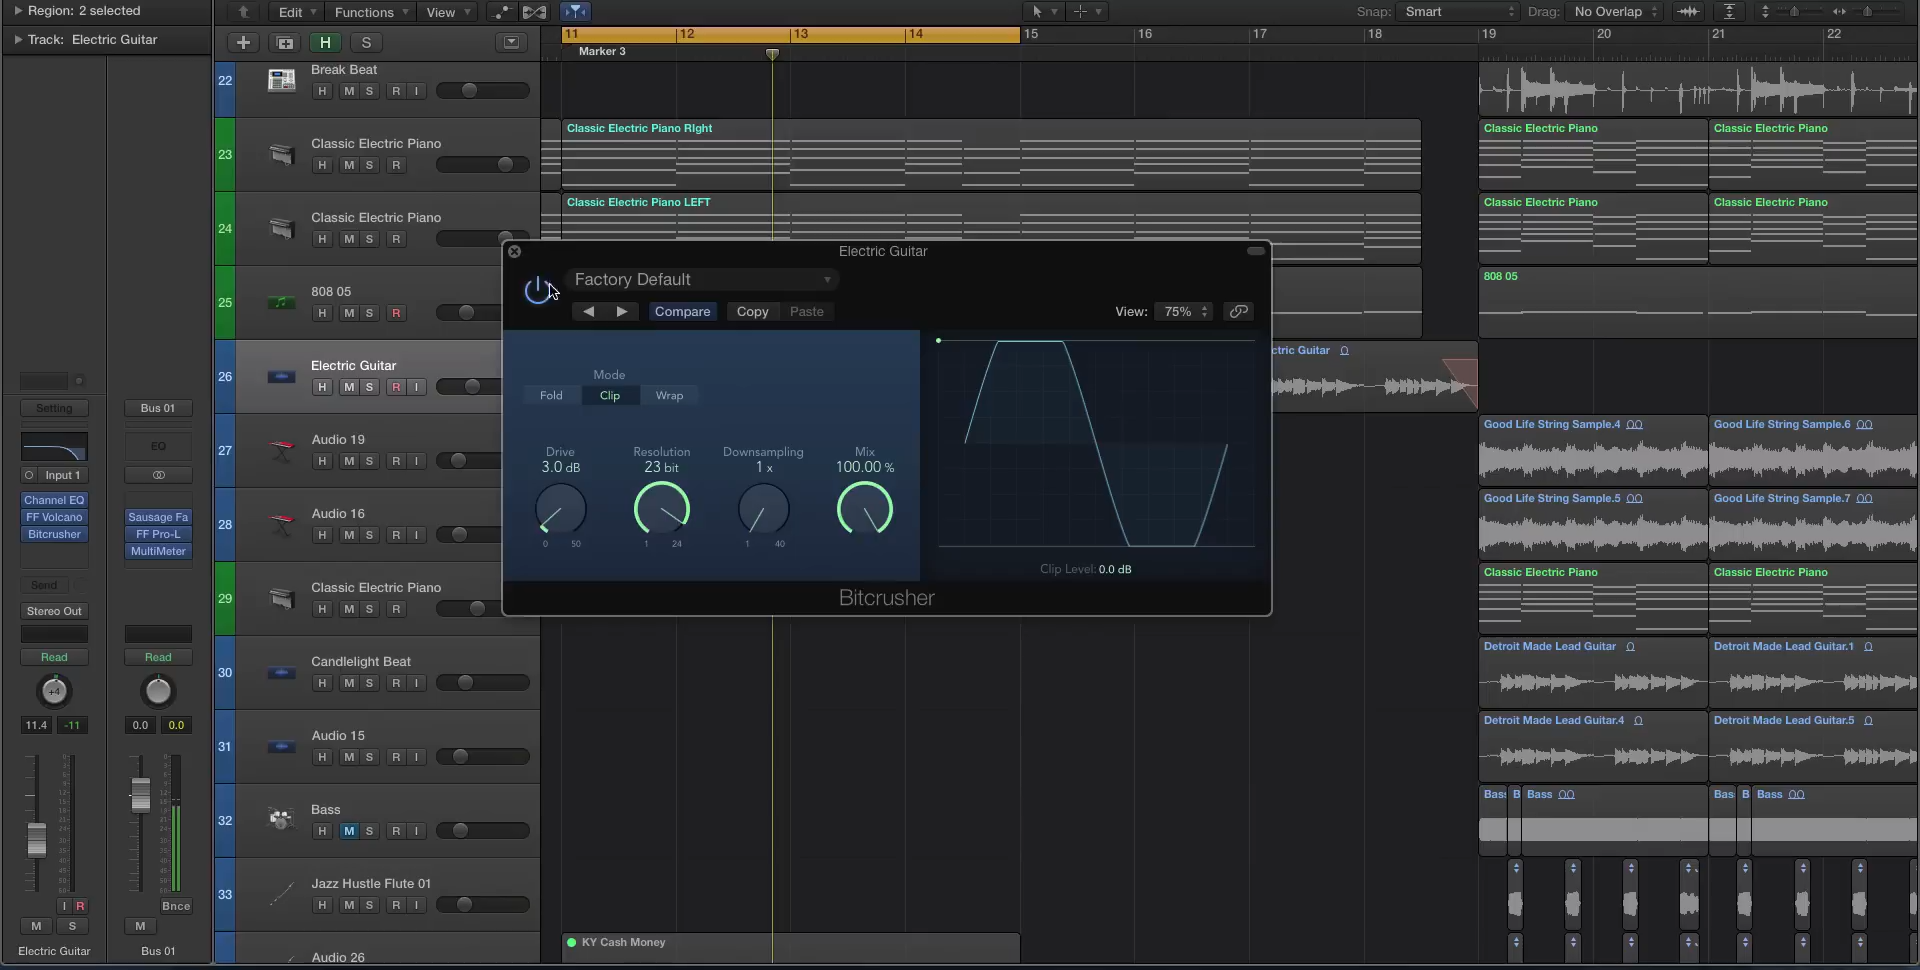 Region: 2 selected
Edit Functions View
Snap: Smart Drag: No Overlap
Track: Electric Guitar
H S
11 12 13 14 15 16 17 18 19 20 21 22
Marker 3
22 Break Beat
H M S R I
23 Classic Electric Piano
H M S R
Classic Electric Piano RIght
Classic Electric Piano Classic Electric Piano
24 Classic Electric Piano
H M S R
Classic Electric Piano LEFT
Classic Electric Piano Classic Electric Piano
25 808 05
H M S R
808 05
26 Electric Guitar
H M S R I
ctric Guitar
27 Audio 19
H M S R I
Good Life String Sample.4 Good Life String Sample.6
28 Audio 16
H M S R I
Good Life String Sample.5 Good Life String Sample.7
29 Classic Electric Piano
H M S R
Classic Electric Piano Classic Electric Piano
30 Candlelight Beat
H M S R I
Detroit Made Lead Guitar Detroit Made Lead Guitar.1
31 Audio 15
H M S R I
Detroit Made Lead Guitar.4 Detroit Made Lead Guitar.5
32 Bass
H M S R I
Bas B Bass Bas B Bass
33 Jazz Hustle Flute 01
H M S R I
Audio 26
KY Cash Money
Electric Guitar
Factory Default
Compare Copy Paste
View: 75%
Mode
Fold Clip Wrap
Drive Resolution Downsampling Mix
3.0 dB 23 bit 1 x 100.00 %
0 50 1 24 1 40
Clip Level: 0.0 dB
Bitcrusher
Setting Bus 01
EQ
Input 1
Channel EQ
FF Volcano Sausage Fa
Bitcrusher FF Pro-L
MultiMeter
Send
Stereo Out
Read Read
+4
11.4 -11 0.0 0.0
I R Bnce
M S M
Electric Guitar Bus 01